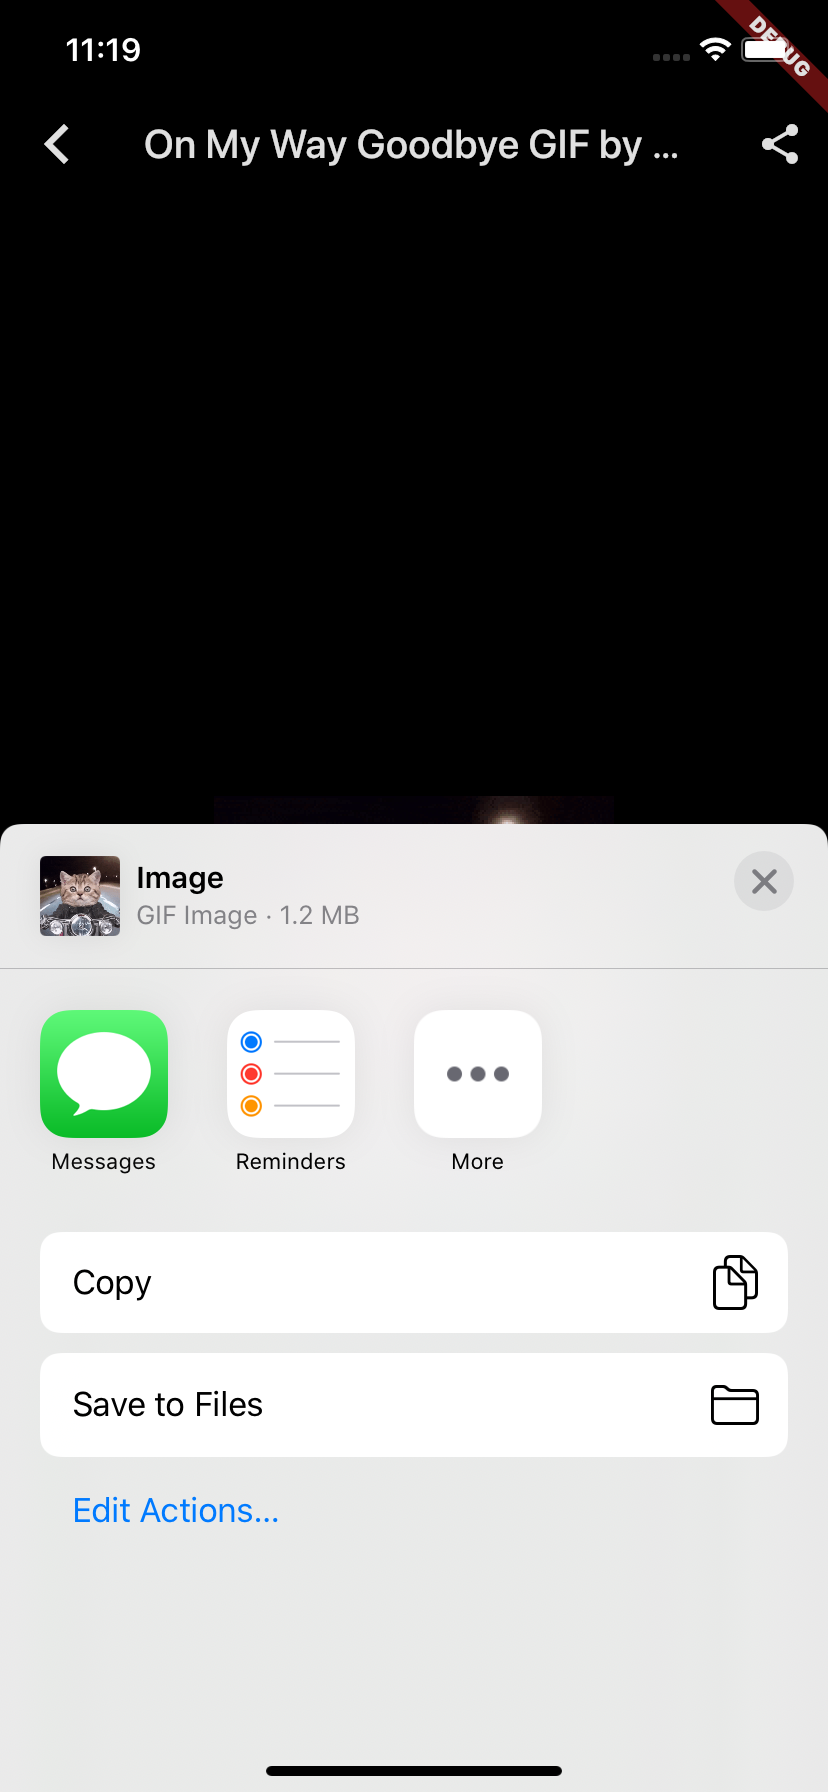 11:19
DEBUG
On My Way Goodbye GIF by ...
Image
GIF Image · 1.2 MB
Messages
Reminders
More
Copy
Save to Files
Edit Actions...